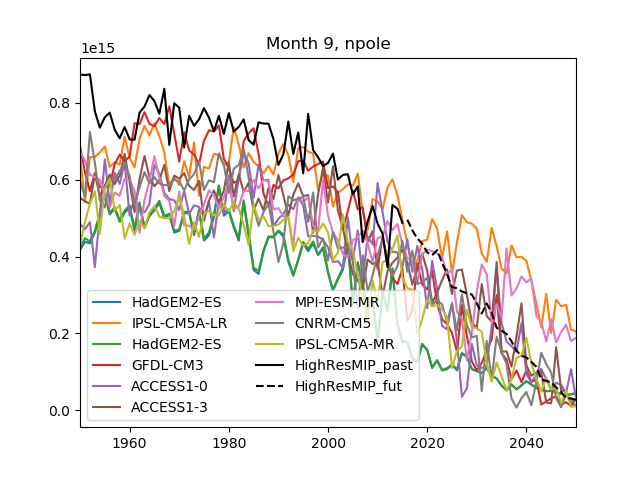 Month 9, npole
1e15
0.8
0.6
0.4
0.2
0.0
HadGEM2-ES
IPSL-CM5A-LR
HadGEM2-ES
GFDL-CM3
ACCESS1-0
ACCESS1-3
MPI-ESM-MR
CNRM-CM5
IPSL-CM5A-MR
HighResMIP_past
HighResMIP_fut
1960 1980 2000 2020 2040